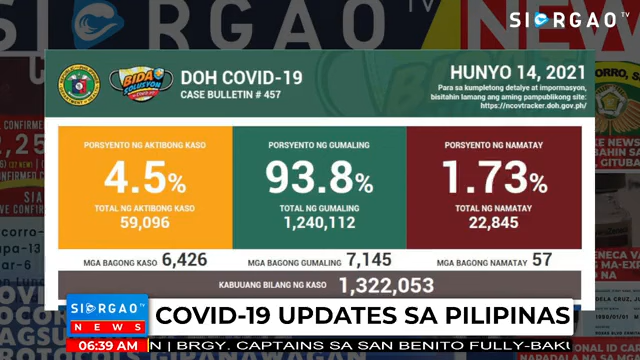 SIARGAO TV
NEWS
BIDA
SOLUSYON
DOH COVID-19
CASE BULLETIN # 457
HUNYO 14, 2021
Para sa kumpletong detalye at impormasyon,
bisitahin lamang ang aming pampublikong site:
https://ncovtracker.doh.gov.ph/
PORSYENTO NG AKTIBONG KASO
4.5%
TOTAL NG AKTIBONG KASO
59,096
PORSYENTO NG GUMALING
93.8%
TOTAL NG GUMALING
1,240,112
PORSYENTO NG NAMATAY
1.73%
TOTAL NG NAMATAY
22,845
MGA BAGONG KASO 6,426
MGA BAGONG GUMALING 7,145
MGA BAGONG NAMATAY 57
KABUUANG BILANG NG KASO 1,322,053
SIARGAO TV
NEWS
COVID-19 UPDATES SA PILIPINAS
06:39 AM
N | BRGY. CAPTAINS SA SAN BENITO FULLY-BAKU